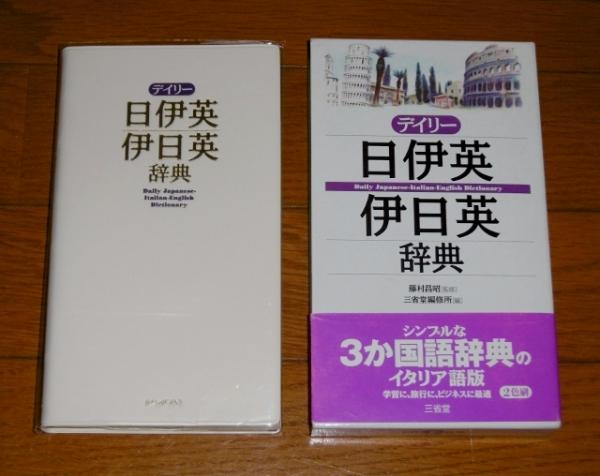 デイリー
日伊英
伊日英
辞典
Daily Japanese-
Italian-English
Dictionary
デイリー
日伊英
Daily Japanese-Italian-English Dictionary
伊日英
辞典
藤村昌昭[監修]
三省堂編修所[編]
シンプルな
3か国語辞典の
イタリア語版
学習に、旅行に、ビジネスに最適
2色刷
三省堂